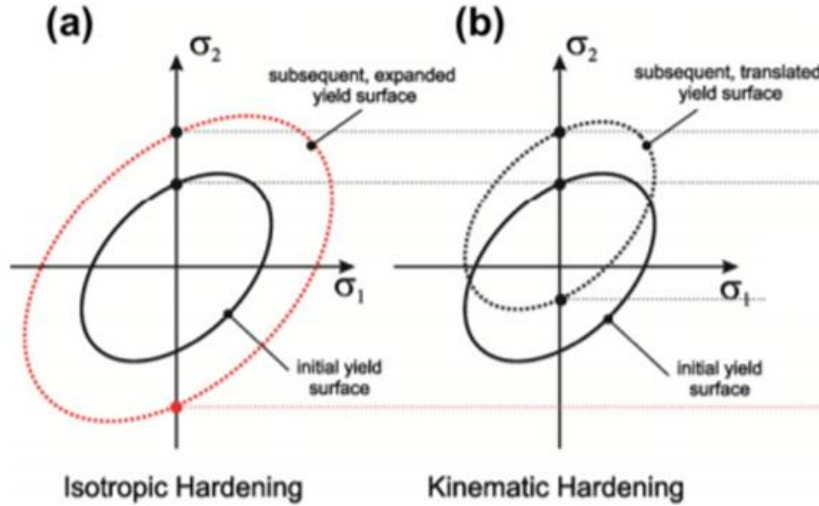 (a)
σ₂
subsequent, expanded
yield surface
σ₁
initial yield
surface
Isotropic Hardening
(b)
σ₂
subsequent, translated
yield surface
σ₁
initial yield
surface
Kinematic Hardening